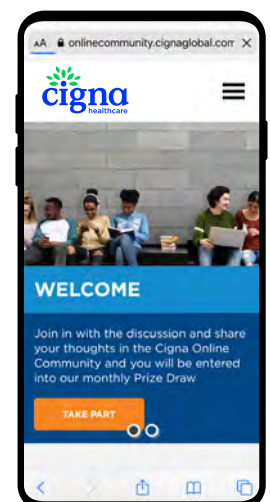 AA onlinecommunity.cignaglobal.com
cigna
healthcare
WELCOME
Join in with the discussion and share
your thoughts in the Cigna Online
Community and you will be entered
into our monthly Prize Draw
TAKE PART